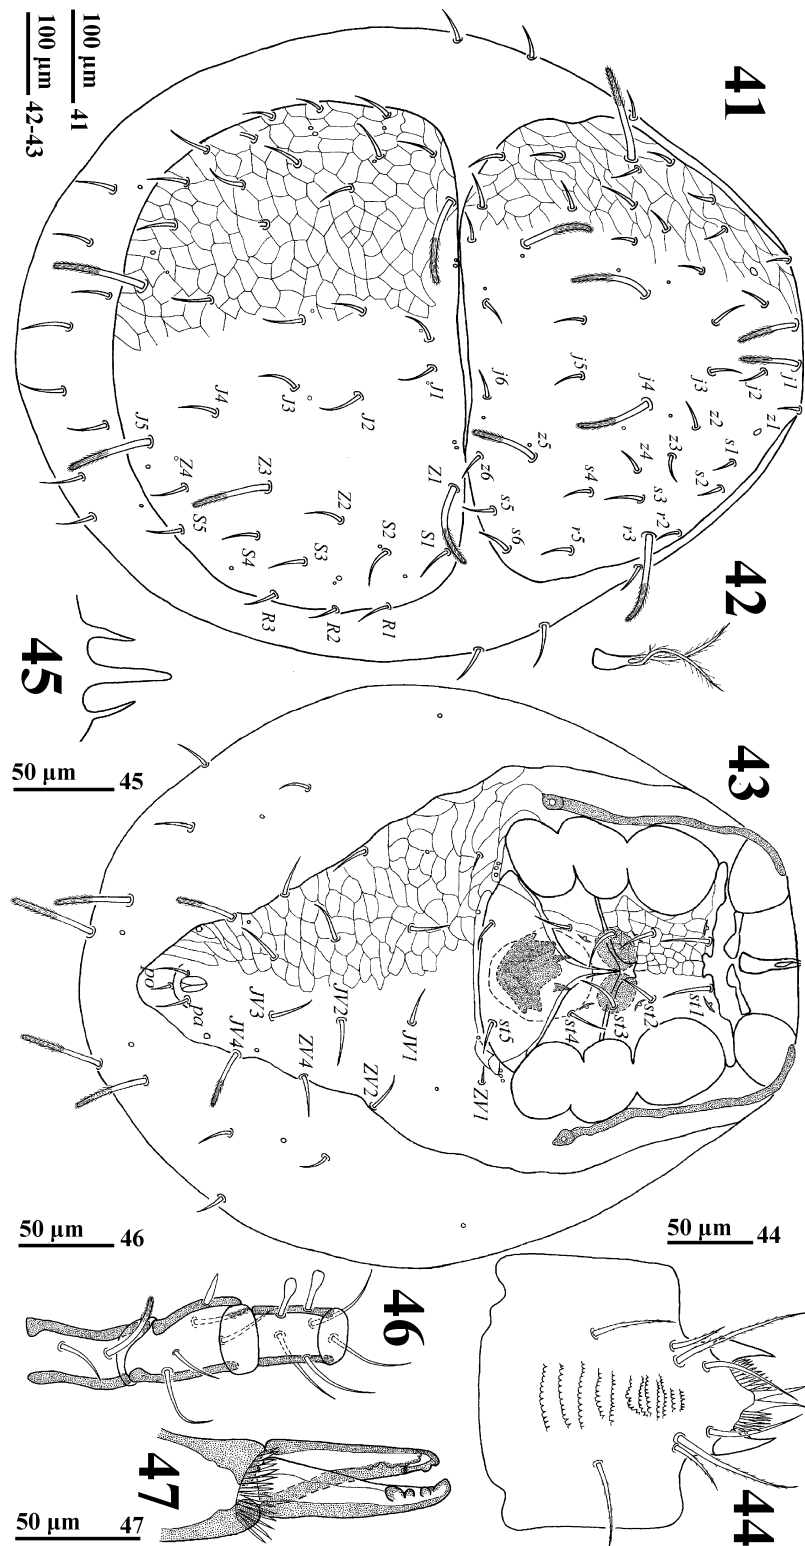 41
100 µm 41
100 µm 42-43
j1
j2
z1
j3
z2
s1
s2
j4
z3
z4
s3
r2
r3
j5
z5
s4
r5
j6
z6
s5
s6
J1
Z1
S1
J2
Z2
S2
R1
J3
Z3
S3
R2
J4
S4
R3
J5
Z4
S5
42
45
50 µm 45
43
st1
st2
st3
st4
st5
ZV1
JV1
ZV2
JV2
ZV4
JV3
JV4
pa
po
50 µm 46
50 µm 44
46
47
44
50 µm 47